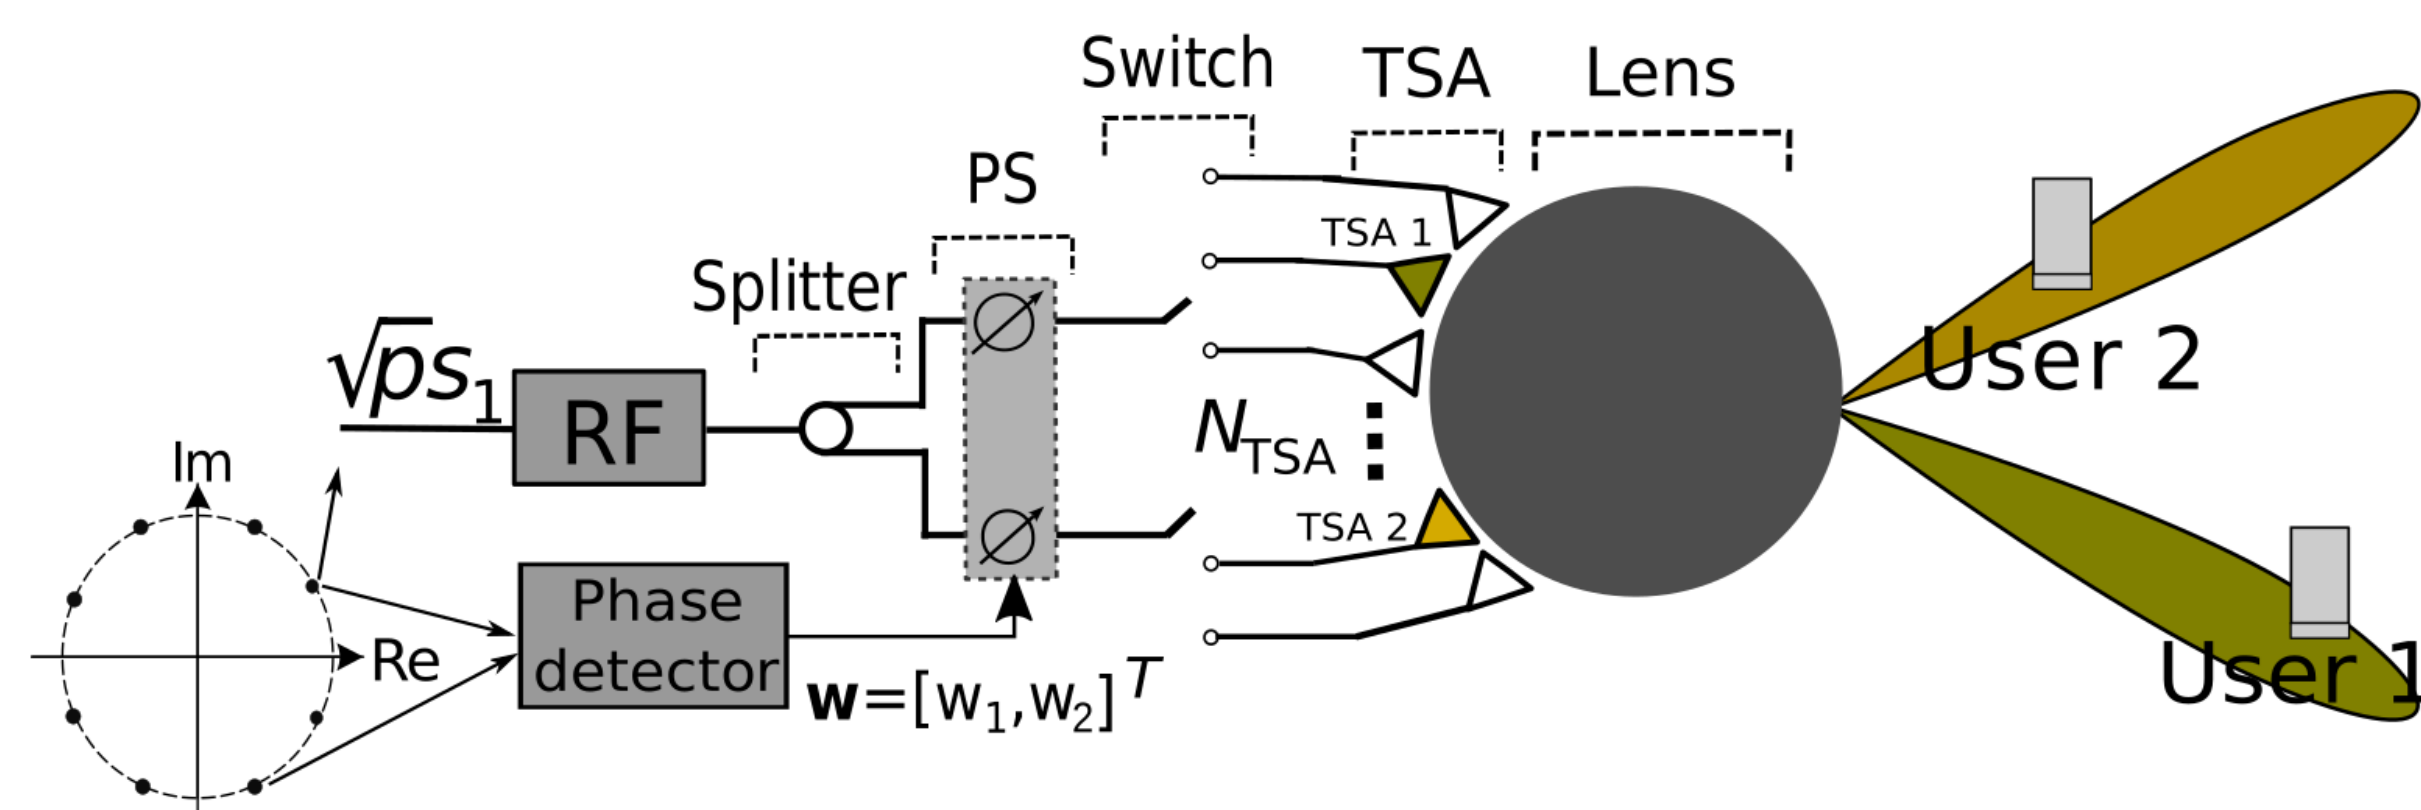 Switch
TSA
Lens
PS
TSA 1
Splitter
√ps₁
RF
User 2
N_TSA
Im
TSA 2
Phase
detector
Re
w=[w₁,w₂]ᵀ
User 1